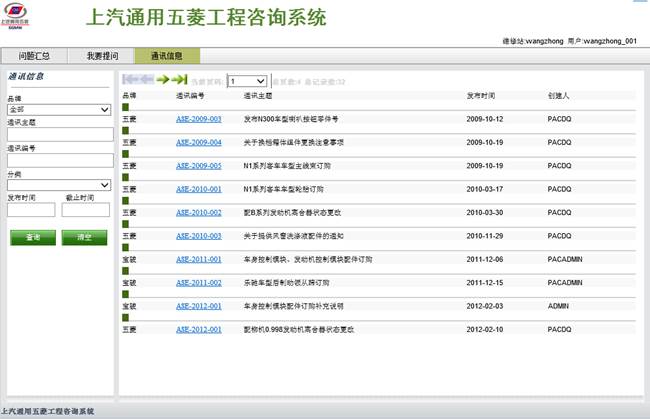 上汽通用五菱
SGMW
上汽通用五菱工程咨询系统
维修站:wangzhong 用户:wangzhong_001
问题汇总 我要提问 通讯信息
通讯信息
品牌
全部
通讯主题
通讯编号
分类
发布时间 截止时间
查询 清空
当前页码: 1 总页数:4 总记录数:32
品牌 通讯编号 通讯主题 发布时间 创建人
五菱 ASE-2009-003 发布N300车型喇叭按钮零件号 2009-10-12 PACDQ
五菱 ASE-2009-004 关于换档箱体组件更换注意事项 2009-10-19 PACDQ
五菱 ASE-2009-005 N1系列客车车型主线束订购 2009-10-19 PACDQ
五菱 ASE-2010-001 N1系列客车车型轮胎订购 2010-03-17 PACDQ
五菱 ASE-2010-002 配B系列发动机离合器状态更改 2010-03-30 PACDQ
五菱 ASE-2010-003 关于提供风窗洗涤液配件的通知 2010-11-29 PACDQ
宝骏 ASE-2011-001 车身控制模块、发动机控制模块配件订购 2011-12-06 PACADMIN
宝骏 ASE-2011-002 乐驰车型后制动领从蹄订购 2011-12-15 PACADMIN
宝骏 ASE-2012-001 车身控制模块配件订购补充说明 2012-02-03 ADMIN
五菱 ASE-2012-001 配柳机0.998发动机离合器状态更改 2012-02-10 PACDQ
上汽通用五菱工程咨询系统